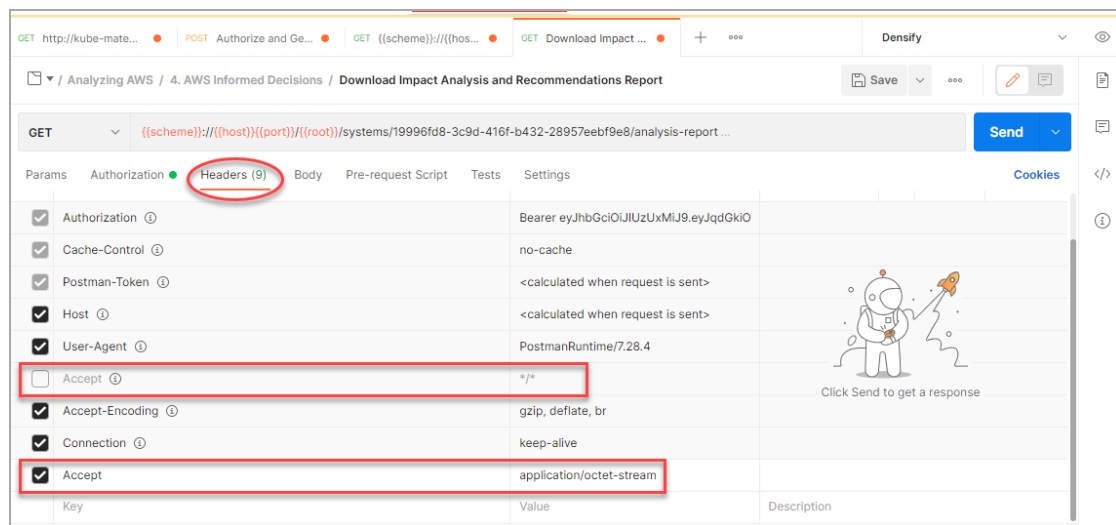 GET http://kube-mate... POST Authorize and Ge... GET {{scheme}}://{{hos... GET Download Impact ... + ooo Densify
/ Analyzing AWS / 4. AWS Informed Decisions / Download Impact Analysis and Recommendations Report Save ooo
GET {{scheme}}://{{host}}{{port}}/{{root}}/systems/19996fd8-3c9d-416f-b432-28957eebf9e8/analysis-report ... Send
Params Authorization Headers (9) Body Pre-request Script Tests Settings Cookies
Authorization Bearer eyJhbGciOiJIUzUxMiJ9.eyJqdGkiO
Cache-Control no-cache
Postman-Token <calculated when request is sent>
Host <calculated when request is sent>
User-Agent PostmanRuntime/7.28.4
Accept */*
Click Send to get a response
Accept-Encoding gzip, deflate, br
Connection keep-alive
Accept application/octet-stream
Key Value Description